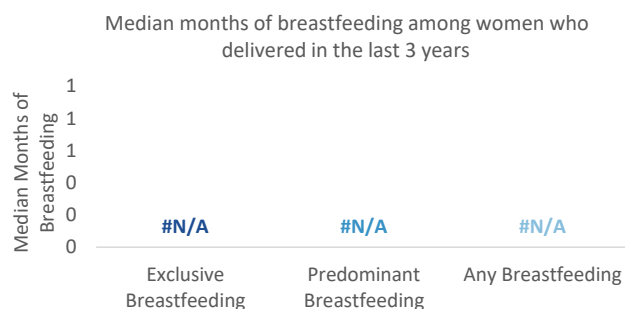 Median months of breastfeeding among women who
delivered in the last 3 years
Median Months of
Breastfeeding
1
1
1
0
0
0
#N/A
#N/A
#N/A
Exclusive
Breastfeeding
Predominant
Breastfeeding
Any Breastfeeding